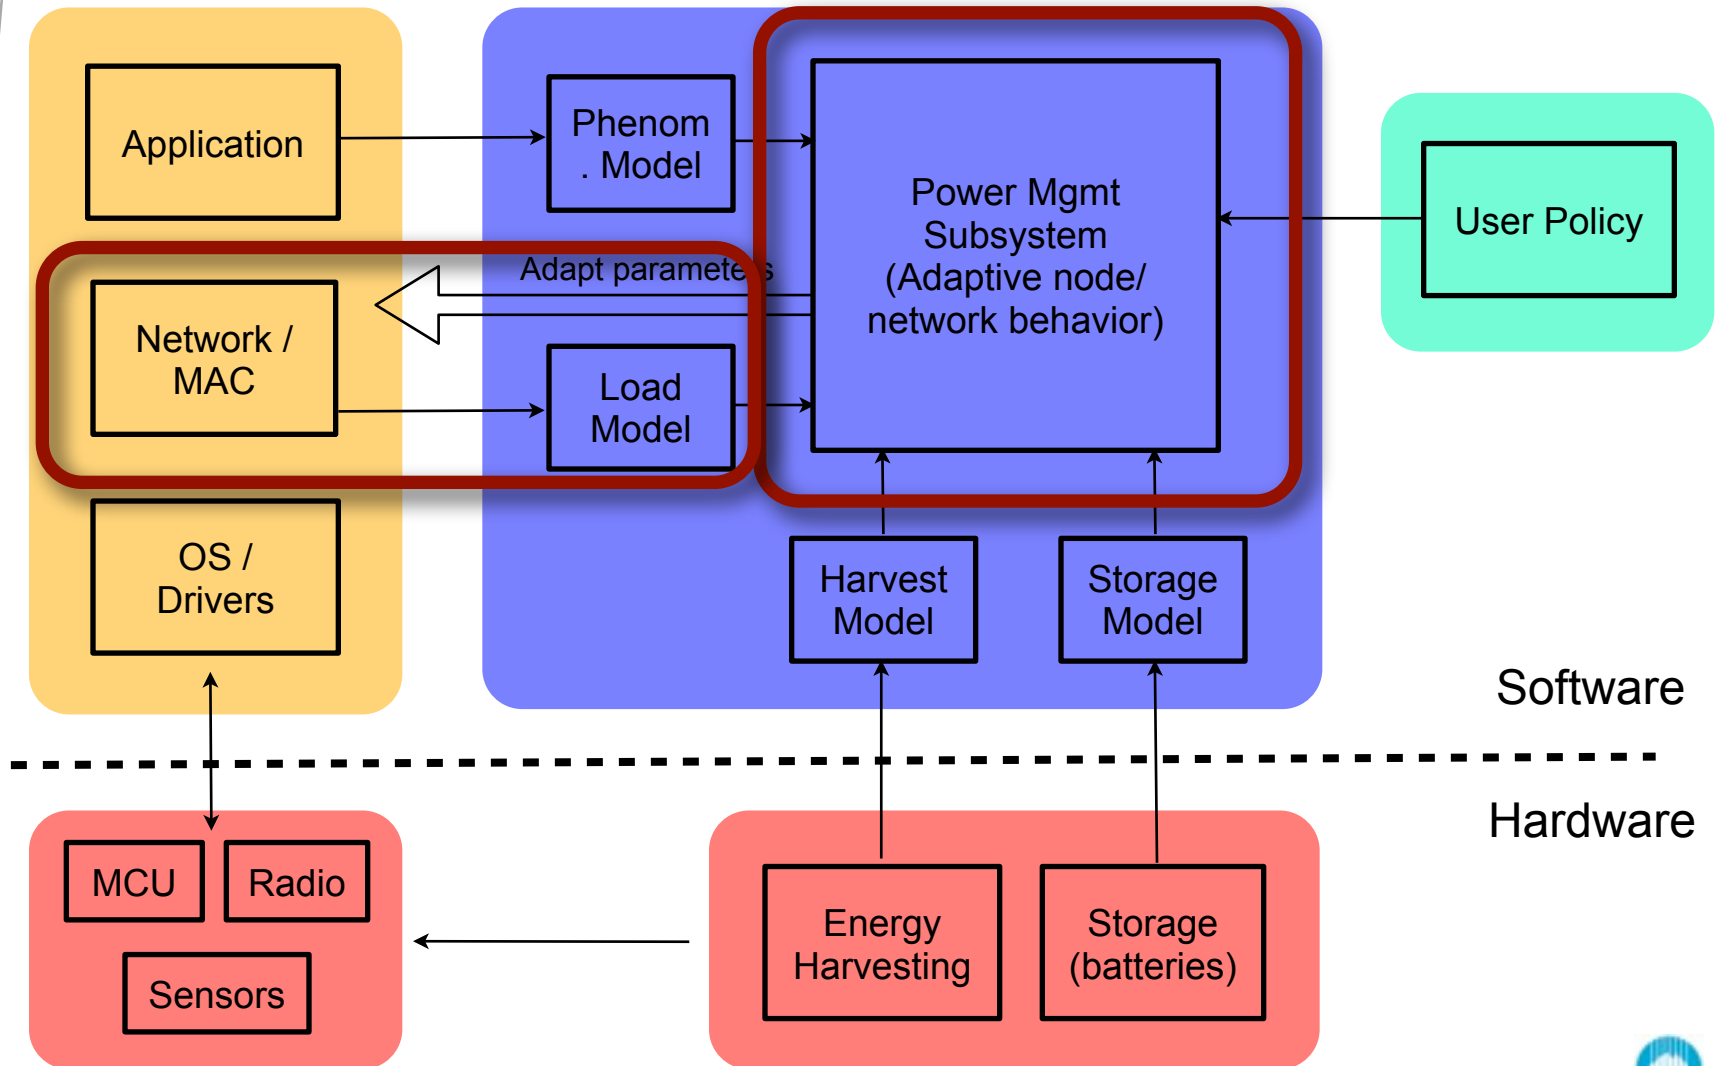 Application
Phenom
. Model
Power Mgmt
Subsystem
(Adaptive node/
network behavior)
User Policy
Adapt parameters
Network /
MAC
Load
Model
OS /
Drivers
Harvest
Model
Storage
Model
Software
Hardware
MCU
Radio
Sensors
Energy
Harvesting
Storage
(batteries)